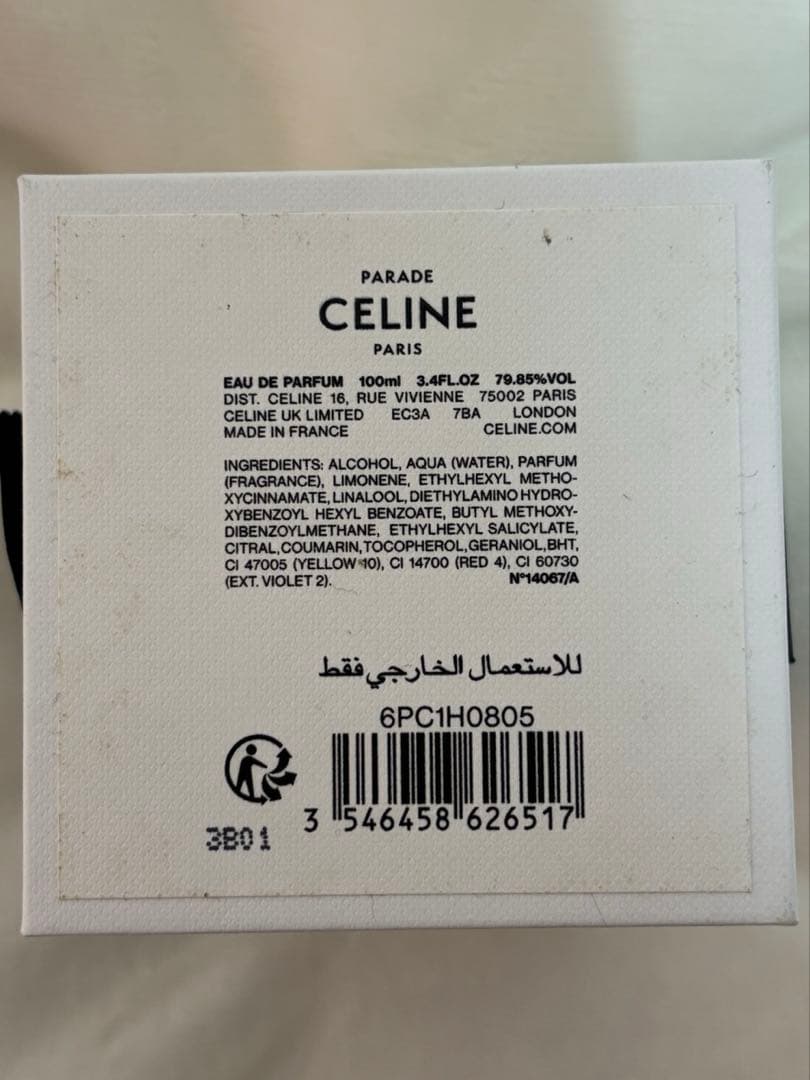 PARADE
CELINE
PARIS
EAU DE PARFUM 100ml 3.4FL.OZ 79.85%VOL
DIST. CELINE 16, RUE VIVIENNE 75002 PARIS
CELINE UK LIMITED EC3A 7BA LONDON
MADE IN FRANCE CELINE.COM
INGREDIENTS: ALCOHOL, AQUA (WATER), PARFUM
(FRAGRANCE), LIMONENE, ETHYLHEXYL METHO-
XYCINNAMATE, LINALOOL, DIETHYLAMINO HYDRO-
XYBENZOYL HEXYL BENZOATE, BUTYL METHOXY-
DIBENZOYLMETHANE, ETHYLHEXYL SALICYLATE,
CITRAL, COUMARIN, TOCOPHEROL, GERANIOL, BHT,
CI 47005 (YELLOW 10), CI 14700 (RED 4), CI 60730
(EXT. VIOLET 2). N°14067/A
للاستعمال الخارجي فقط
6PC1H0805
3 546458 626517
3B01